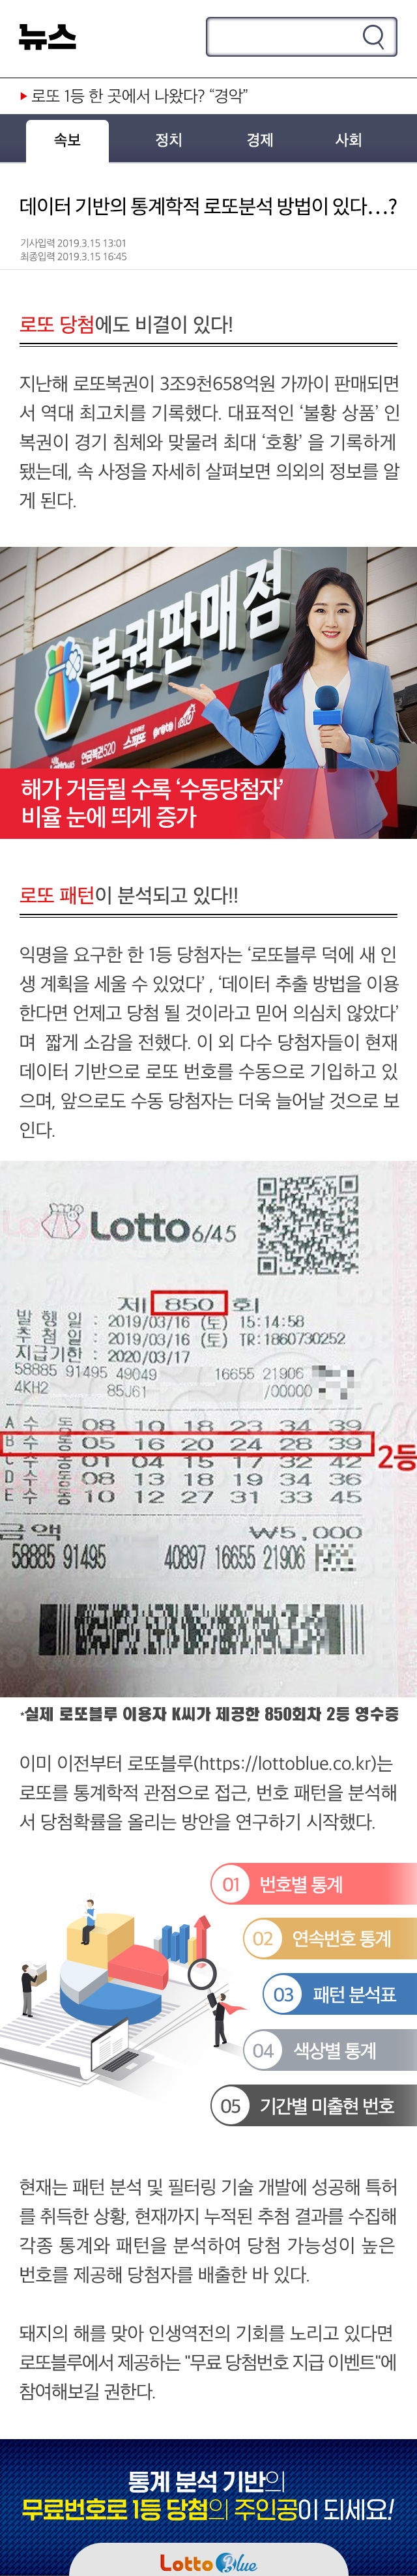 뉴스
▶ 로또 1등 한 곳에서 나왔다? “경악”
속보 정치 경제 사회
데이터 기반의 통계학적 로또분석 방법이 있다…?
기사입력 2019.3.15 13:01
최종입력 2019.3.15 16:45
로또 당첨에도 비결이 있다!
지난해 로또복권이 3조9천658억원 가까이 판매되면
서 역대 최고치를 기록했다. 대표적인 ‘불황 상품’ 인
복권이 경기 침체와 맞물려 최대 ‘호황’ 을 기록하게
됐는데, 속 사정을 자세히 살펴보면 의외의 정보를 알
게 된다.
복권판매점
연금복권520 스피또 proto
해가 거듭될 수록 ‘수동당첨자’
비율 눈에 띄게 증가
로또 패턴이 분석되고 있다!!
익명을 요구한 한 1등 당첨자는 ‘로또블루 덕에 새 인
생 계획을 세울 수 있었다’ , ‘데이터 추출 방법을 이용
한다면 언제고 당첨 될 것이라고 믿어 의심치 않았다’
며 짧게 소감을 전했다. 이 외 다수 당첨자들이 현재
데이터 기반으로 로또 번호를 수동으로 기입하고 있
으며, 앞으로도 수동 당첨자는 더욱 늘어날 것으로 보
인다.
Lotto 6/45
제 850 회
발 행 일 : 2019/03/16 (토) 15:14:58
추 첨 일 : 2019/03/16 (토) TR:1860730252
지급기한 : 2020/03/17
58885 91495 49049 16655 21906
4KH2 85J61 /00000
A 수 동 08 10 18 23 34 39
B 수 동 05 16 20 24 28 39
2등
C 수 동 01 04 15 17 32 42
D 수 동 08 13 18 19 34 36
E 수 동 10 12 27 31 33 45
금 액 ₩5,000
58885 91495 40897 16655 21906
*실제 로또블루 이용자 K씨가 제공한 850회차 2등 영수증
이미 이전부터 로또블루(https://lottoblue.co.kr)는
로또를 통계학적 관점으로 접근, 번호 패턴을 분석해
서 당첨확률을 올리는 방안을 연구하기 시작했다.
01 번호별 통계
02 연속번호 통계
03 패턴 분석표
04 색상별 통계
05 기간별 미출현 번호
현재는 패턴 분석 및 필터링 기술 개발에 성공해 특허
를 취득한 상황, 현재까지 누적된 추첨 결과를 수집해
각종 통계와 패턴을 분석하여 당첨 가능성이 높은
번호를 제공해 당첨자를 배출한 바 있다.
돼지의 해를 맞아 인생역전의 기회를 노리고 있다면
로또블루에서 제공하는 "무료 당첨번호 지급 이벤트"에
참여해보길 권한다.
통계 분석 기반의
무료번호로 1등 당첨의 주인공이 되세요!
Lotto Blue